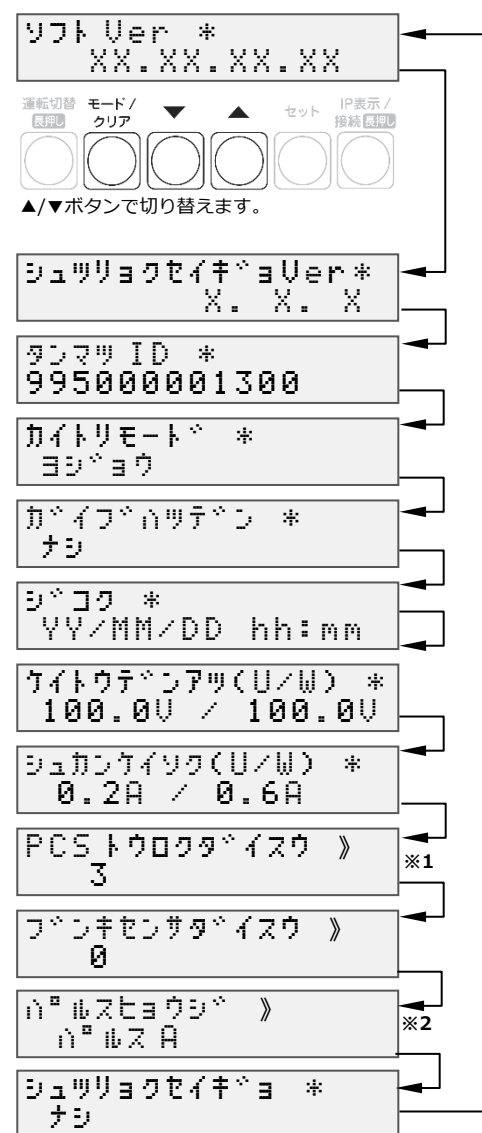 ソフト Ver *
XX.XX.XX.XX
運転切替 長押し
モード/クリア
▼
▲
セット
IP表示/接続 長押し
▲/▼ボタンで切り替えます。
シュツリョクセイギョVer*
X. X. X
タンマツ ID *
995000001300
カイトリモード *
ヨジョウ
ガイブハツデン *
ナシ
ジコク *
YY/MM/DD hh:mm
ケイトウデンアツ(U/W) *
100.0V / 100.0V
シュカンケイソク(U/W) *
0.2A / 0.6A
PCSトウロクダイスウ 》
3
※1
ブンキセンサダイスウ 》
0
パルスヒョウジ 》
パルス A
※2
シュツリョクセイギョ *
ナシ